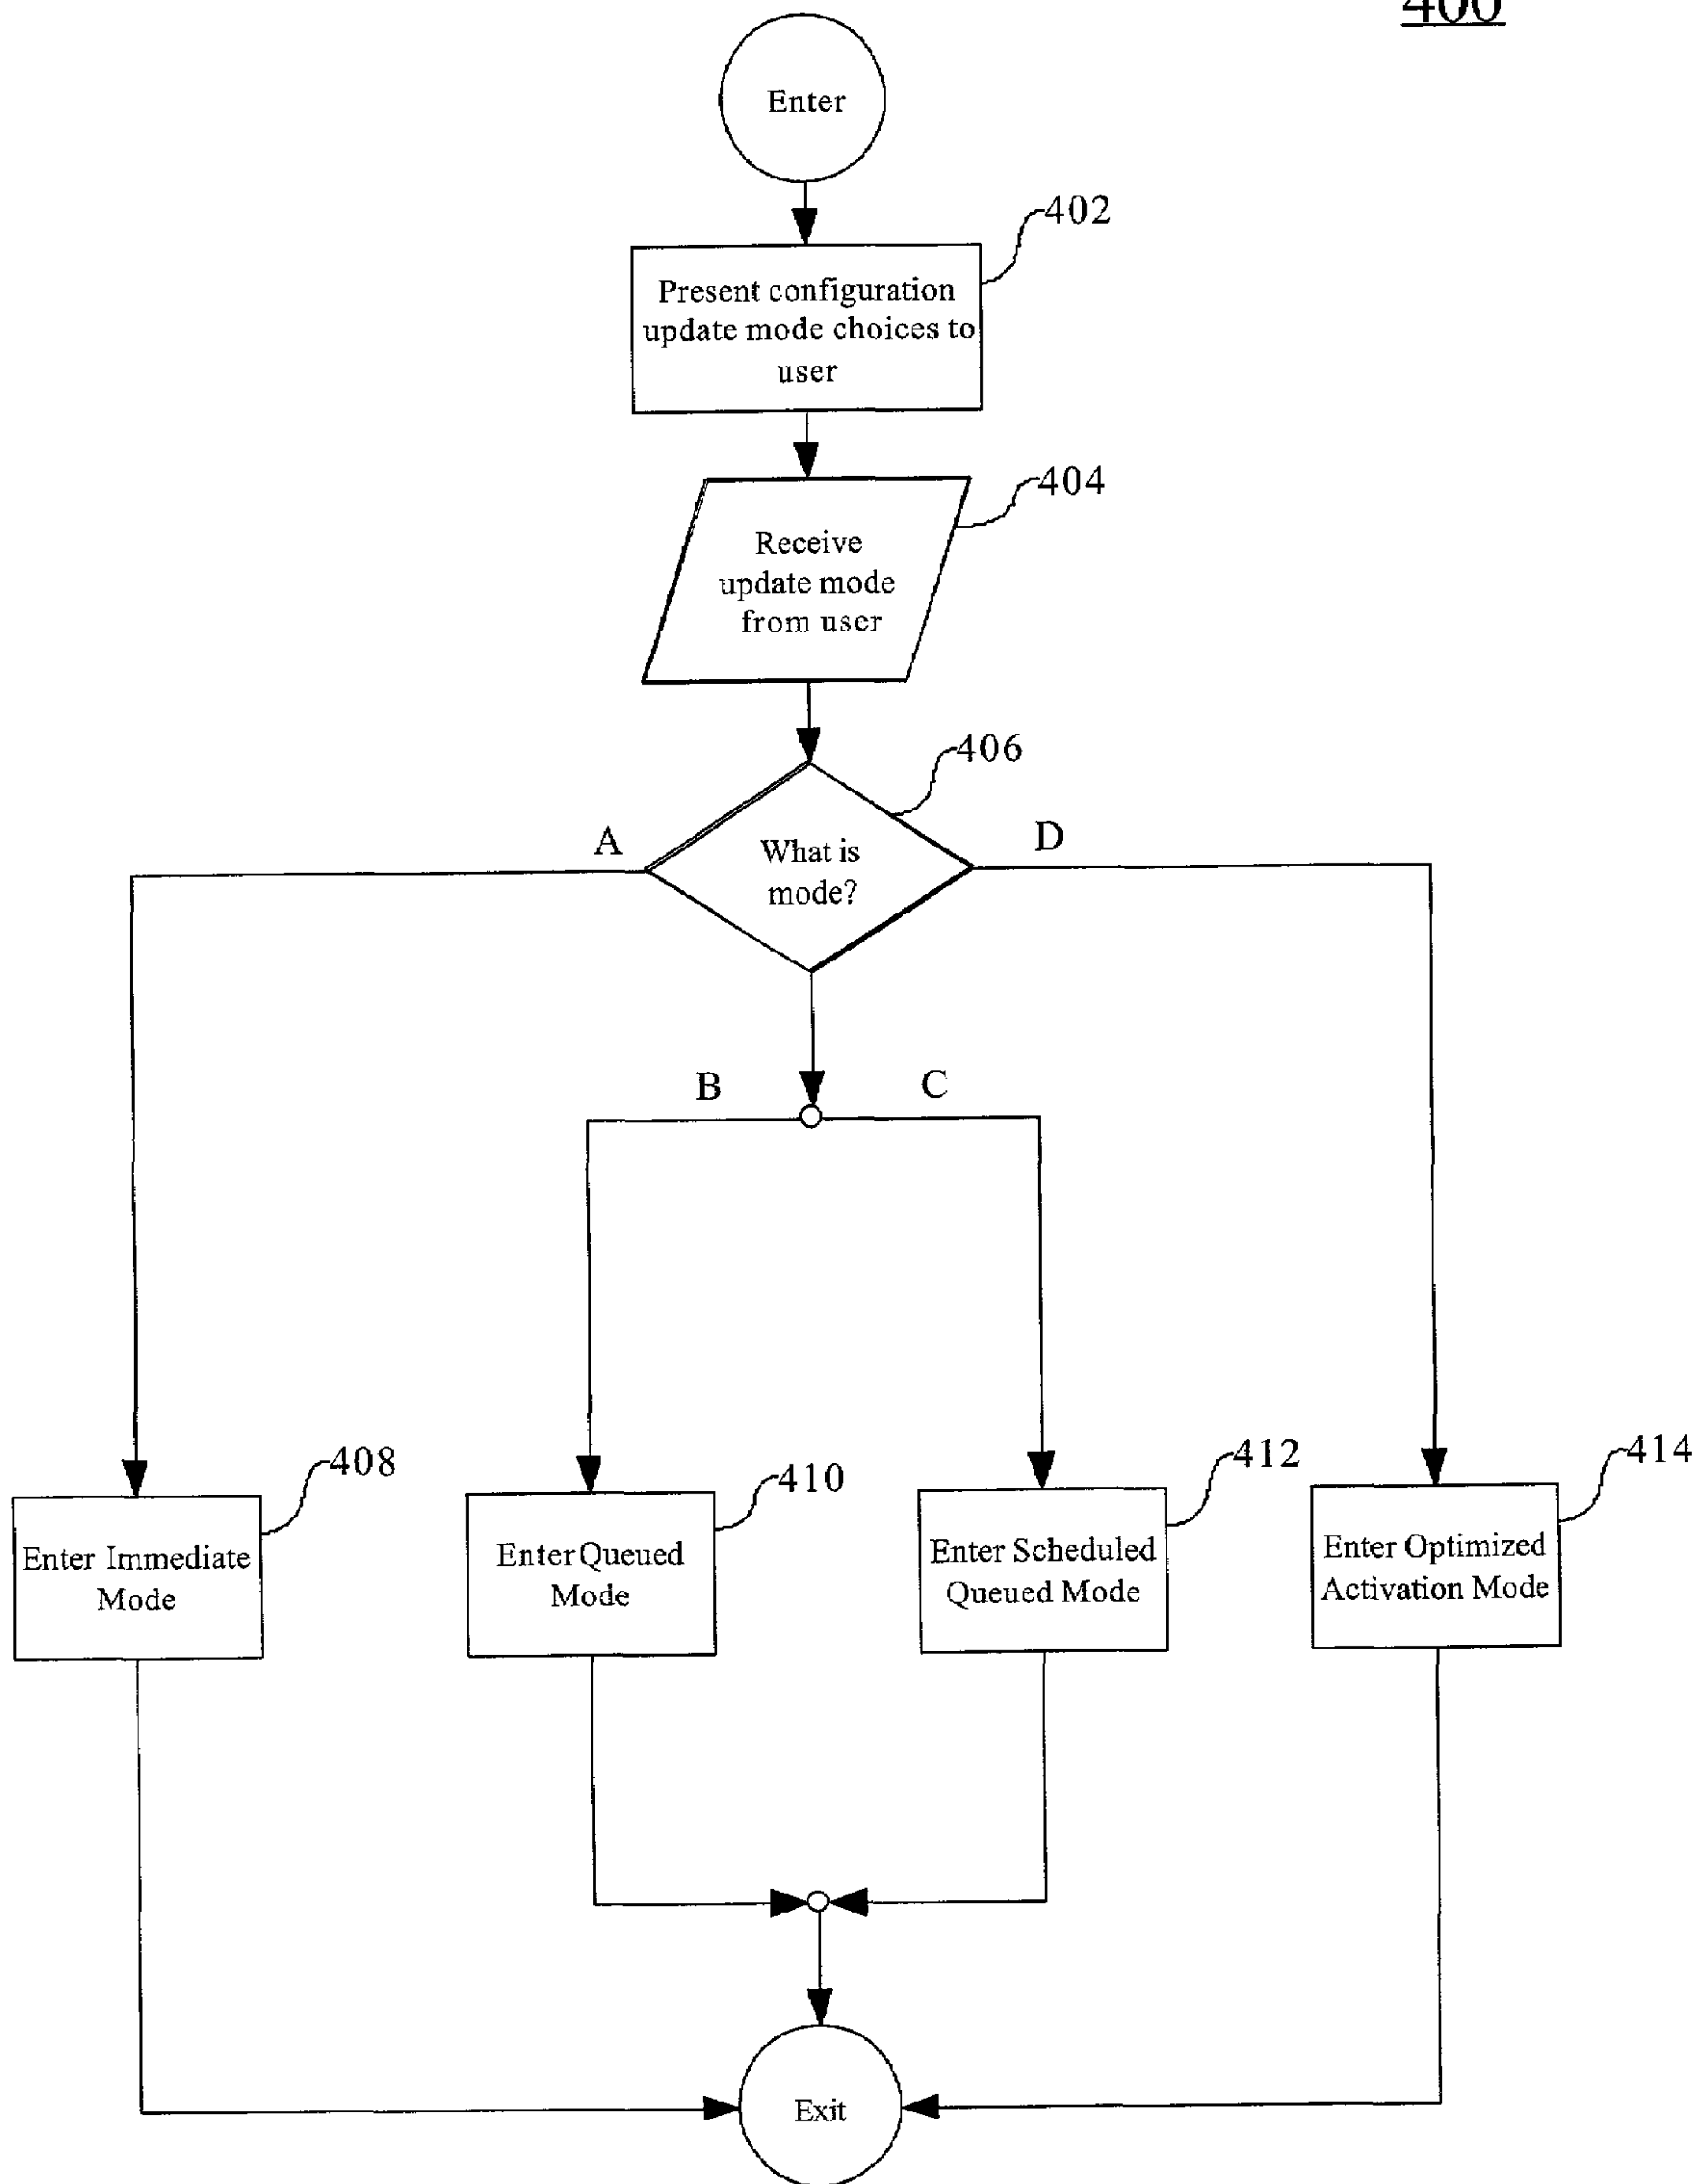 400
Enter
402
Present configuration
update mode choices to
user
404
Receive
update mode
from user
406
A
D
What is
mode?
B
C
408
410
412
414
Enter Immediate
Mode
Enter Queued
Mode
Enter Scheduled
Queued Mode
Enter Optimized
Activation Mode
Exit